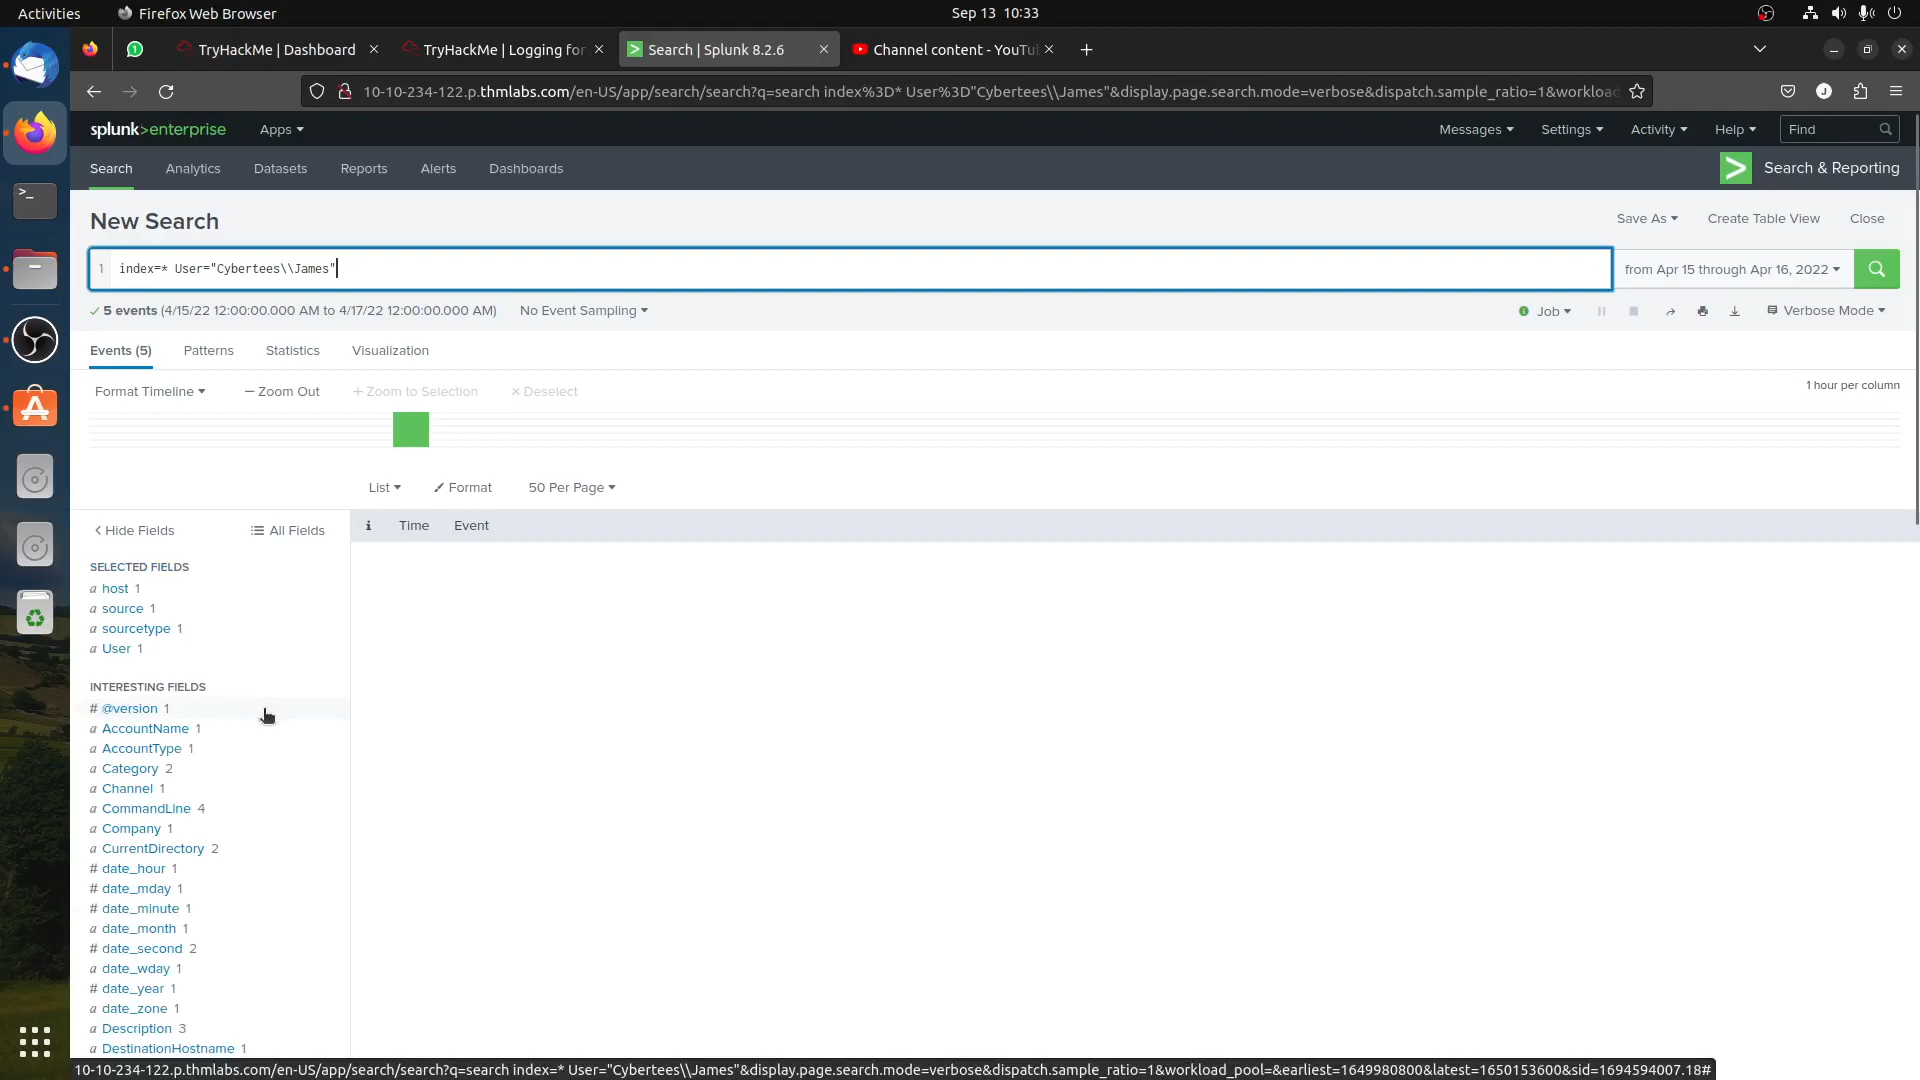 Activities
Firefox Web Browser
Sep 13 10:33
TryHackMe | Dashboard
TryHackMe | Logging for
Search | Splunk 8.2.6
Channel content - YouTu
10-10-234-122.p.thmlabs.com/en-US/app/search/search?q=search index%3D* User%3D"Cybertees\\James"&display.page.search.mode=verbose&dispatch.sample_ratio=1&workload
splunk>enterprise
Apps
Messages
Settings
Activity
Help
Find
Search
Analytics
Datasets
Reports
Alerts
Dashboards
Search & Reporting
New Search
Save As
Create Table View
Close
1 index=* User="Cybertees\\James"
from Apr 15 through Apr 16, 2022
5 events (4/15/22 12:00:00.000 AM to 4/17/22 12:00:00.000 AM)
No Event Sampling
Job
Verbose Mode
Events (5)
Patterns
Statistics
Visualization
Format Timeline
— Zoom Out
+ Zoom to Selection
× Deselect
1 hour per column
List
Format
50 Per Page
< Hide Fields
All Fields
i
Time
Event
SELECTED FIELDS
a host 1
a source 1
a sourcetype 1
a User 1
INTERESTING FIELDS
# @version 1
a AccountName 1
a AccountType 1
a Category 2
a Channel 1
a CommandLine 4
a Company 1
a CurrentDirectory 2
# date_hour 1
# date_mday 1
# date_minute 1
a date_month 1
# date_second 2
a date_wday 1
# date_year 1
a date_zone 1
a Description 3
a DestinationHostname 1
10-10-234-122.p.thmlabs.com/en-US/app/search/search?q=search index=* User="Cybertees\\James"&display.page.search.mode=verbose&dispatch.sample_ratio=1&workload_pool=&earliest=1649980800&latest=1650153600&sid=1694594007.18#